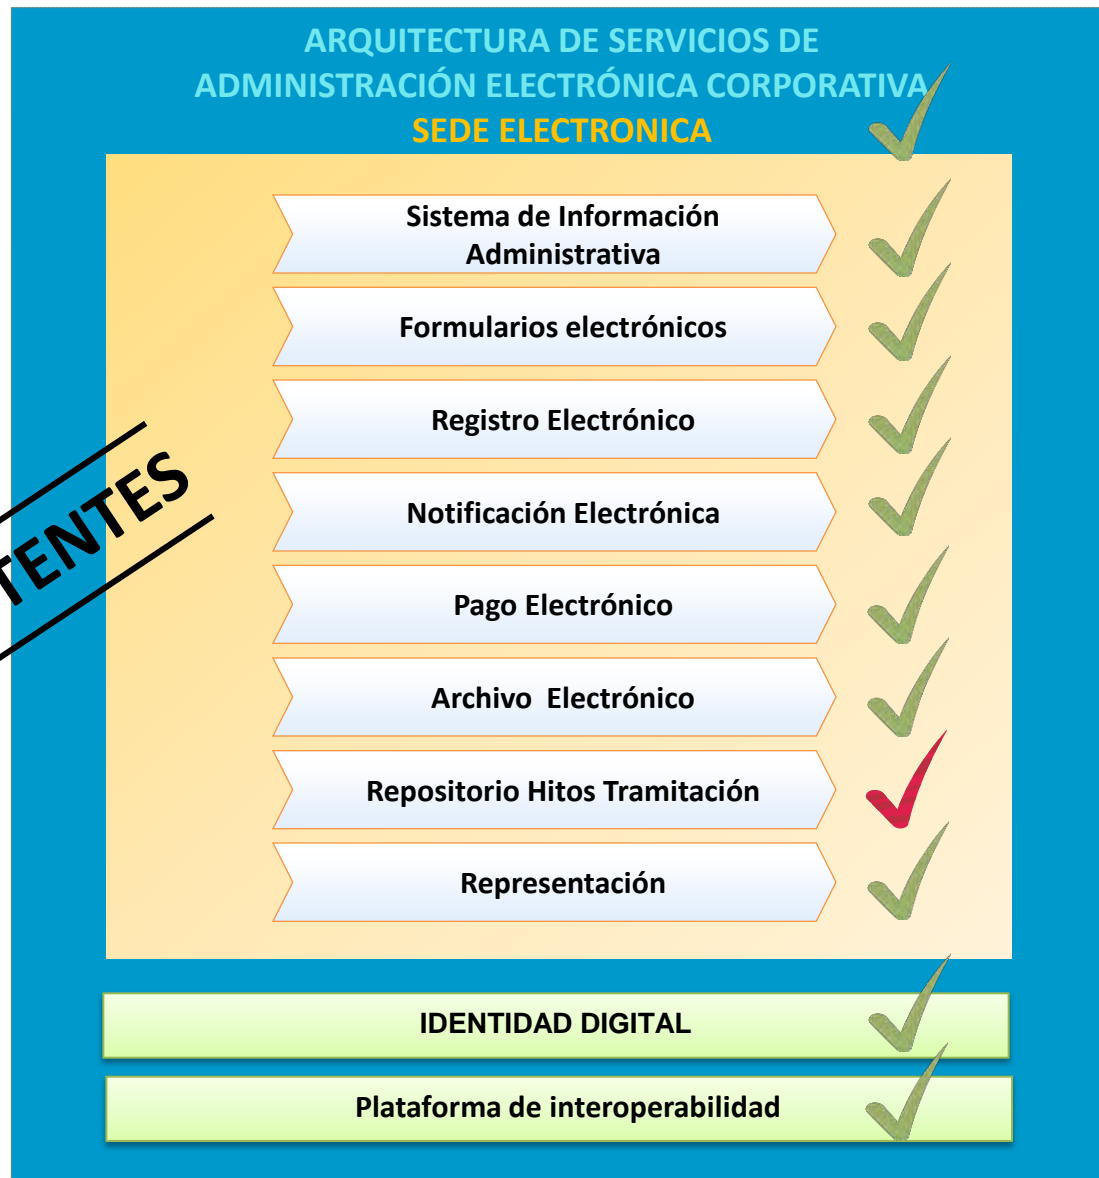 ARQUITECTURA DE SERVICIOS DE
ADMINISTRACIÓN ELECTRÓNICA CORPORATIVA
SEDE ELECTRONICA
Sistema de Información
Administrativa
Formularios electrónicos
Registro Electrónico
TENTES
Notificación Electrónica
Pago Electrónico
Archivo  Electrónico
Repositorio Hitos Tramitación
Representación
IDENTIDAD DIGITAL
Plataforma de interoperabilidad